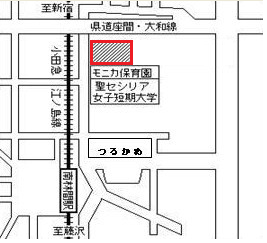 至新宿
県道座間・大和線
小田急
江ノ島線
モニカ保育園
聖セシリア
女子短期大学
つるかめ
南林間駅
至藤沢